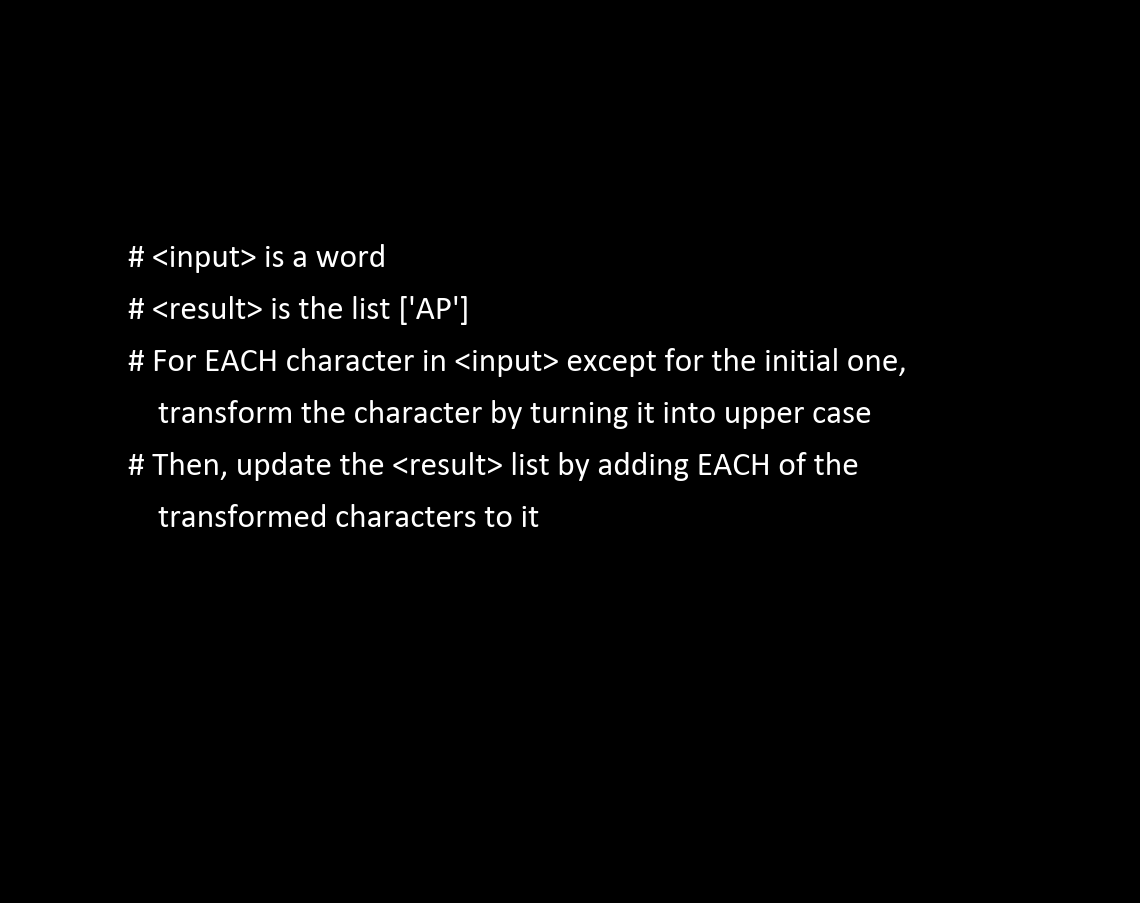 # <input> is a word
# <result> is the list ['AP']
# For EACH character in <input> except for the initial one,
transform the character by turning it into upper case
# Then, update the <result> list by adding EACH of the
transformed characters to it